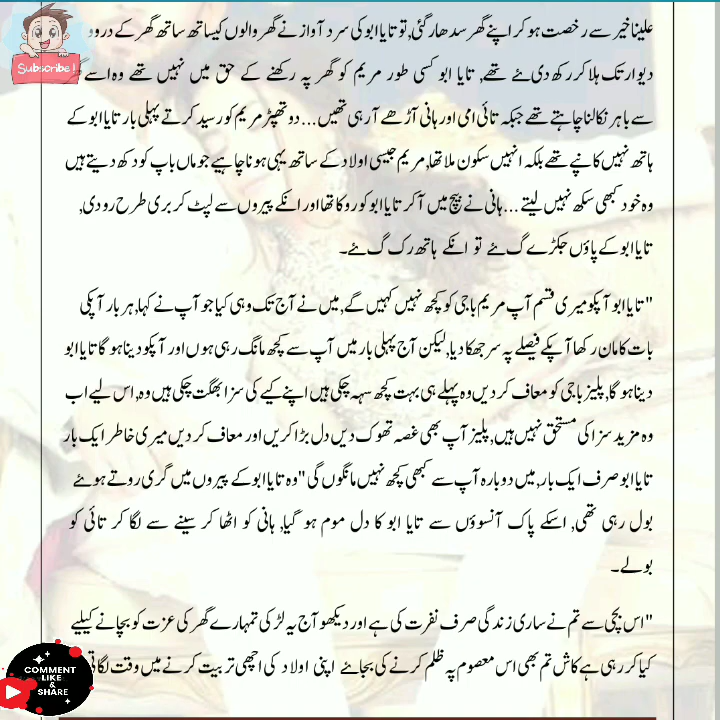 علینا خیر سے رخصت ہو کر اپنے گھر سدھار گئی, تو تایا ابو کی سرد آواز نے گھر والوں کیساتھ ساتھ گھر کے درو
دیوار تک ہلا کر رکھ دی ئے تھے, تایا ابو کسی طور مریم کو گھر پہ رکھنے کے حق میں نہیں تھے وہ اسے
سے باہر نکالنا چاہتے تھے جبکہ تائی امی اور ہانی آڑھے آ رہی تھیں... دو تھپڑ مریم کو رسید کرتے پہلی بار تایا ابو کے
ہاتھ نہیں کانپے تھے بلکہ انہیں سکون ملا تھا, مریم جیسی اولاد کے ساتھ یہی ہونا چاہیے جو ماں باپ کو دکھ دیتے ہیں
وہ خود کبھی سکھ نہیں لیتے... ہانی نے بیچ میں آ کر تایا ابو کو روکا تھا اور انکے پیروں سے لپٹ کر بری طرح رو دی,
تایا ابو کے پاؤں جکڑے گ ئے تو انکے ہاتھ رک گ ئے۔
"تایا ابو آپکو میری قسم آپ مریم باجی کو کچھ نہیں کہیں گے, میں نے آج تک وہی کیا جو آپ نے کہا, ہر بار آپکی
بات کا مان رکھا آپکے فیصلے پہ سر جھکا دیا, لیکن آج پہلی بار میں آپ سے کچھ مانگ رہی ہوں اور آپکو دینا ہو گا تایا ابو
دینا ہو گا, پلیز باجی کو معاف کر دیں وہ پہلے ہی بہت کچھ سہہ چکی ہیں اپنے کیے کی سزا بھگت چکی ہیں وہ, اس لیے اب
وہ مزید سزا کی مستحق نہیں ہیں, پلیز آپ بھی غصہ تھوک دیں دل بڑا کریں اور معاف کر دیں میری خاطر ایک بار
تایا ابو صرف ایک بار, میں دوبارہ آپ سے کبھی کچھ نہیں مانگوں گی" وہ تایا ابو کے پیروں میں گری روتے ہوئے
بول رہی تھی, اسکے پاک آنسوؤں سے تایا ابو کا دل موم ہو گیا, ہانی کو اٹھا کر سینے سے لگا کر تائی کو
بولے۔
"اس بچی سے تم نے ساری زندگی صرف نفرت کی ہے اور دیکھو آج یہ لڑکی تمہارے گھر کی عزت کو بچانے کیلیے
کیا کر رہی ہے کاش تم بھی اس معصوم پہ ظلم کرنے کی بجائے اپنی اولاد کی اچھی تربیت کرنے میں وقت لگاتی
Subscribe!
COMMENT
LIKE
&
SHARE